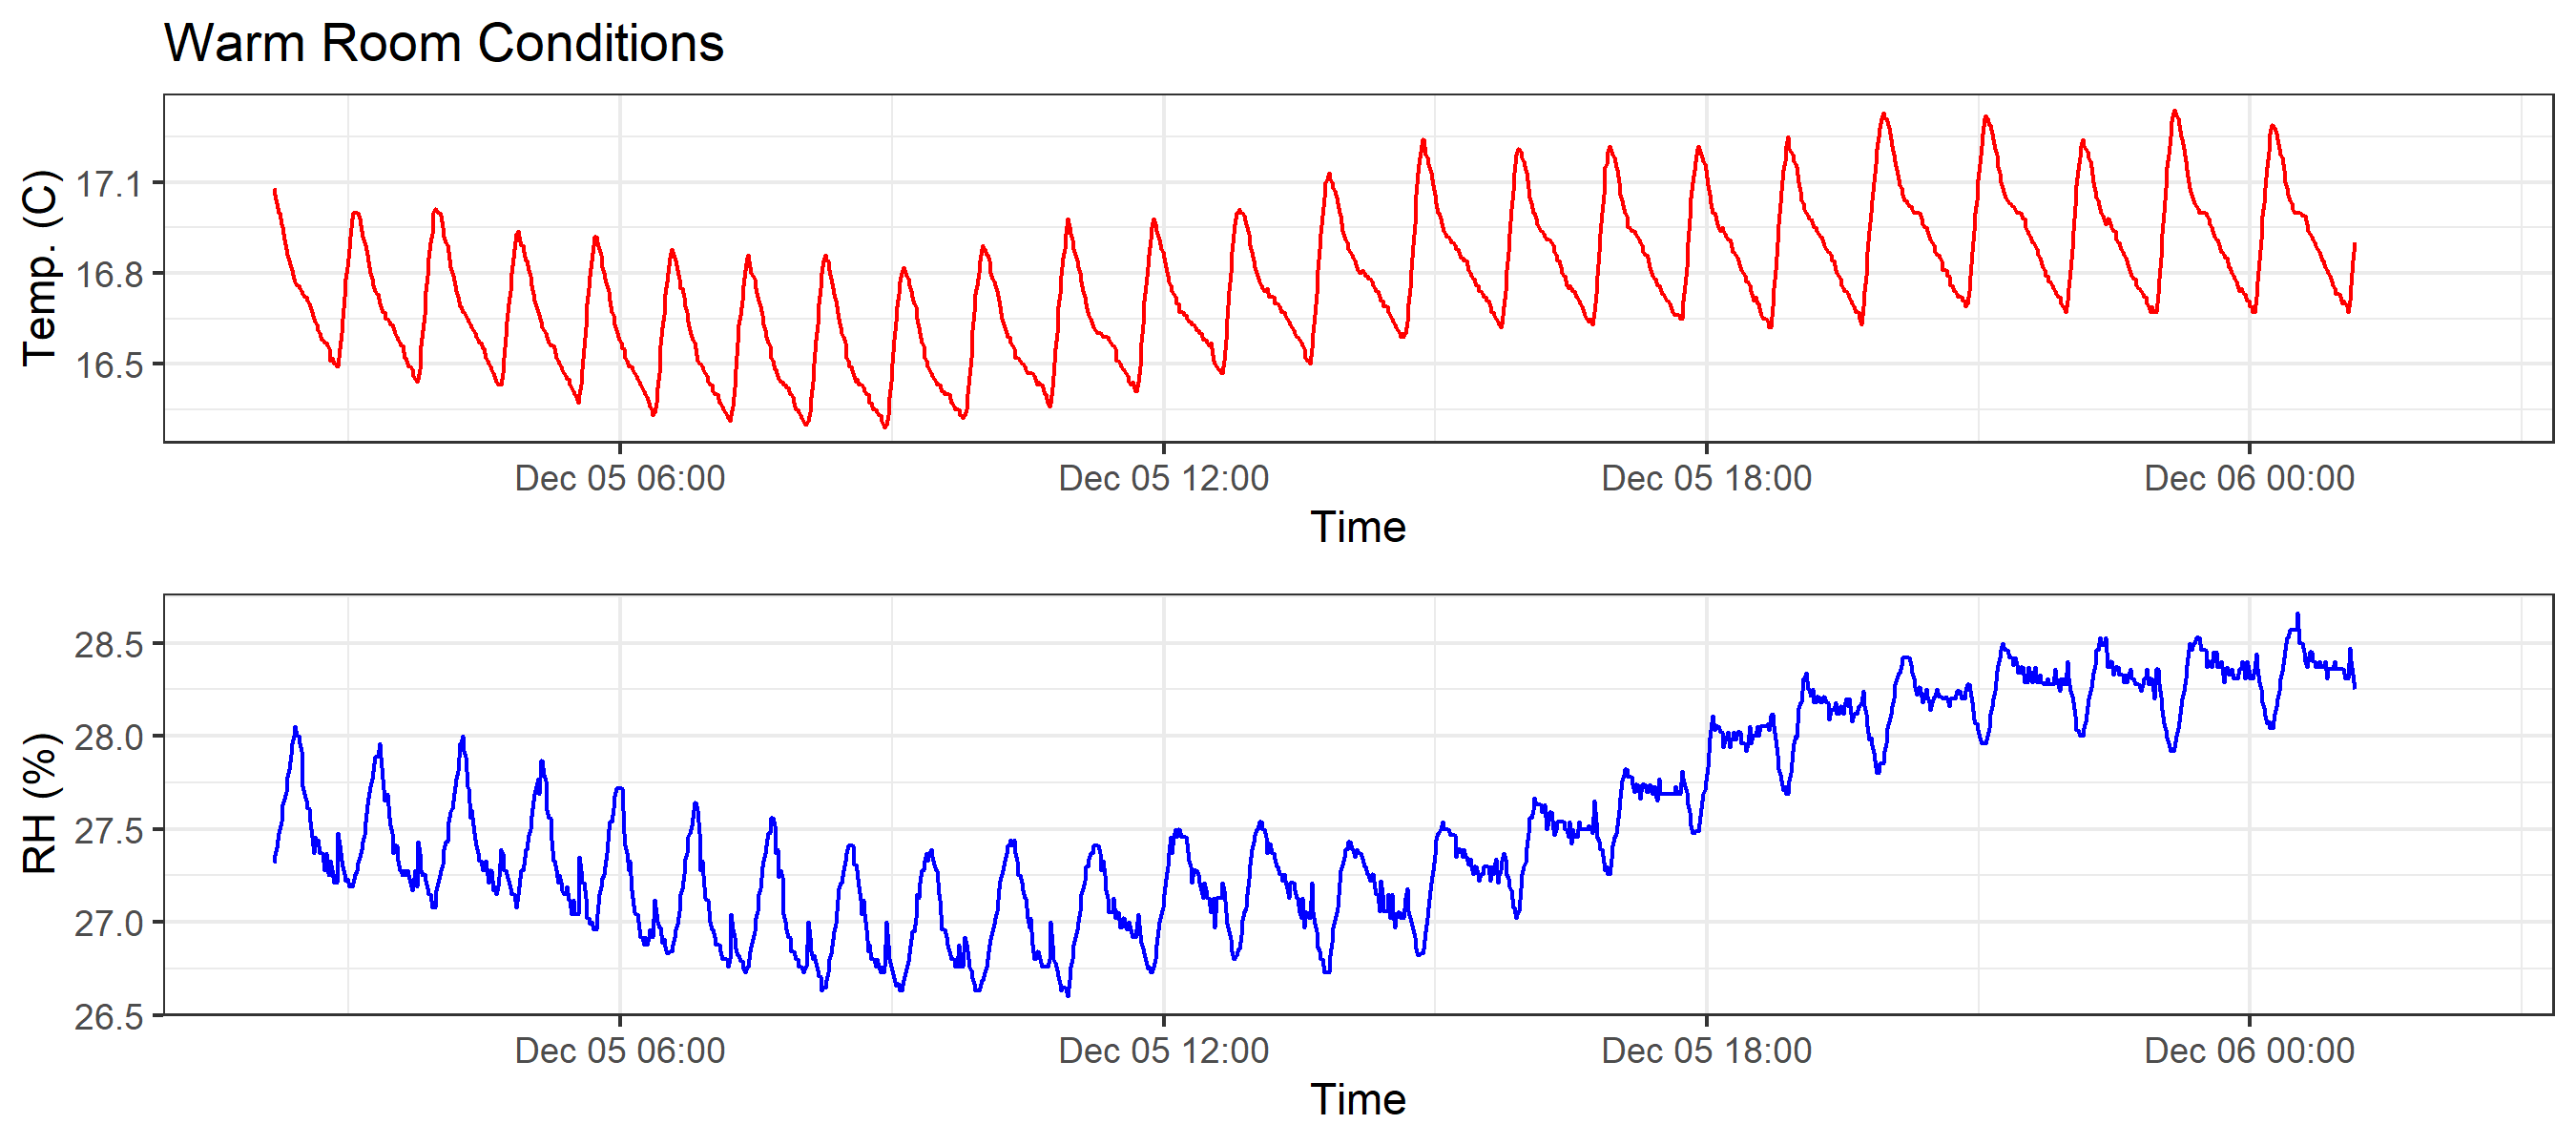 Warm Room Conditions
Temp. (C)
17.1
16.8
16.5
Dec 05 06:00 Dec 05 12:00 Dec 05 18:00 Dec 06 00:00
Time
RH (%)
28.5
28.0
27.5
27.0
26.5
Dec 05 06:00 Dec 05 12:00 Dec 05 18:00 Dec 06 00:00
Time